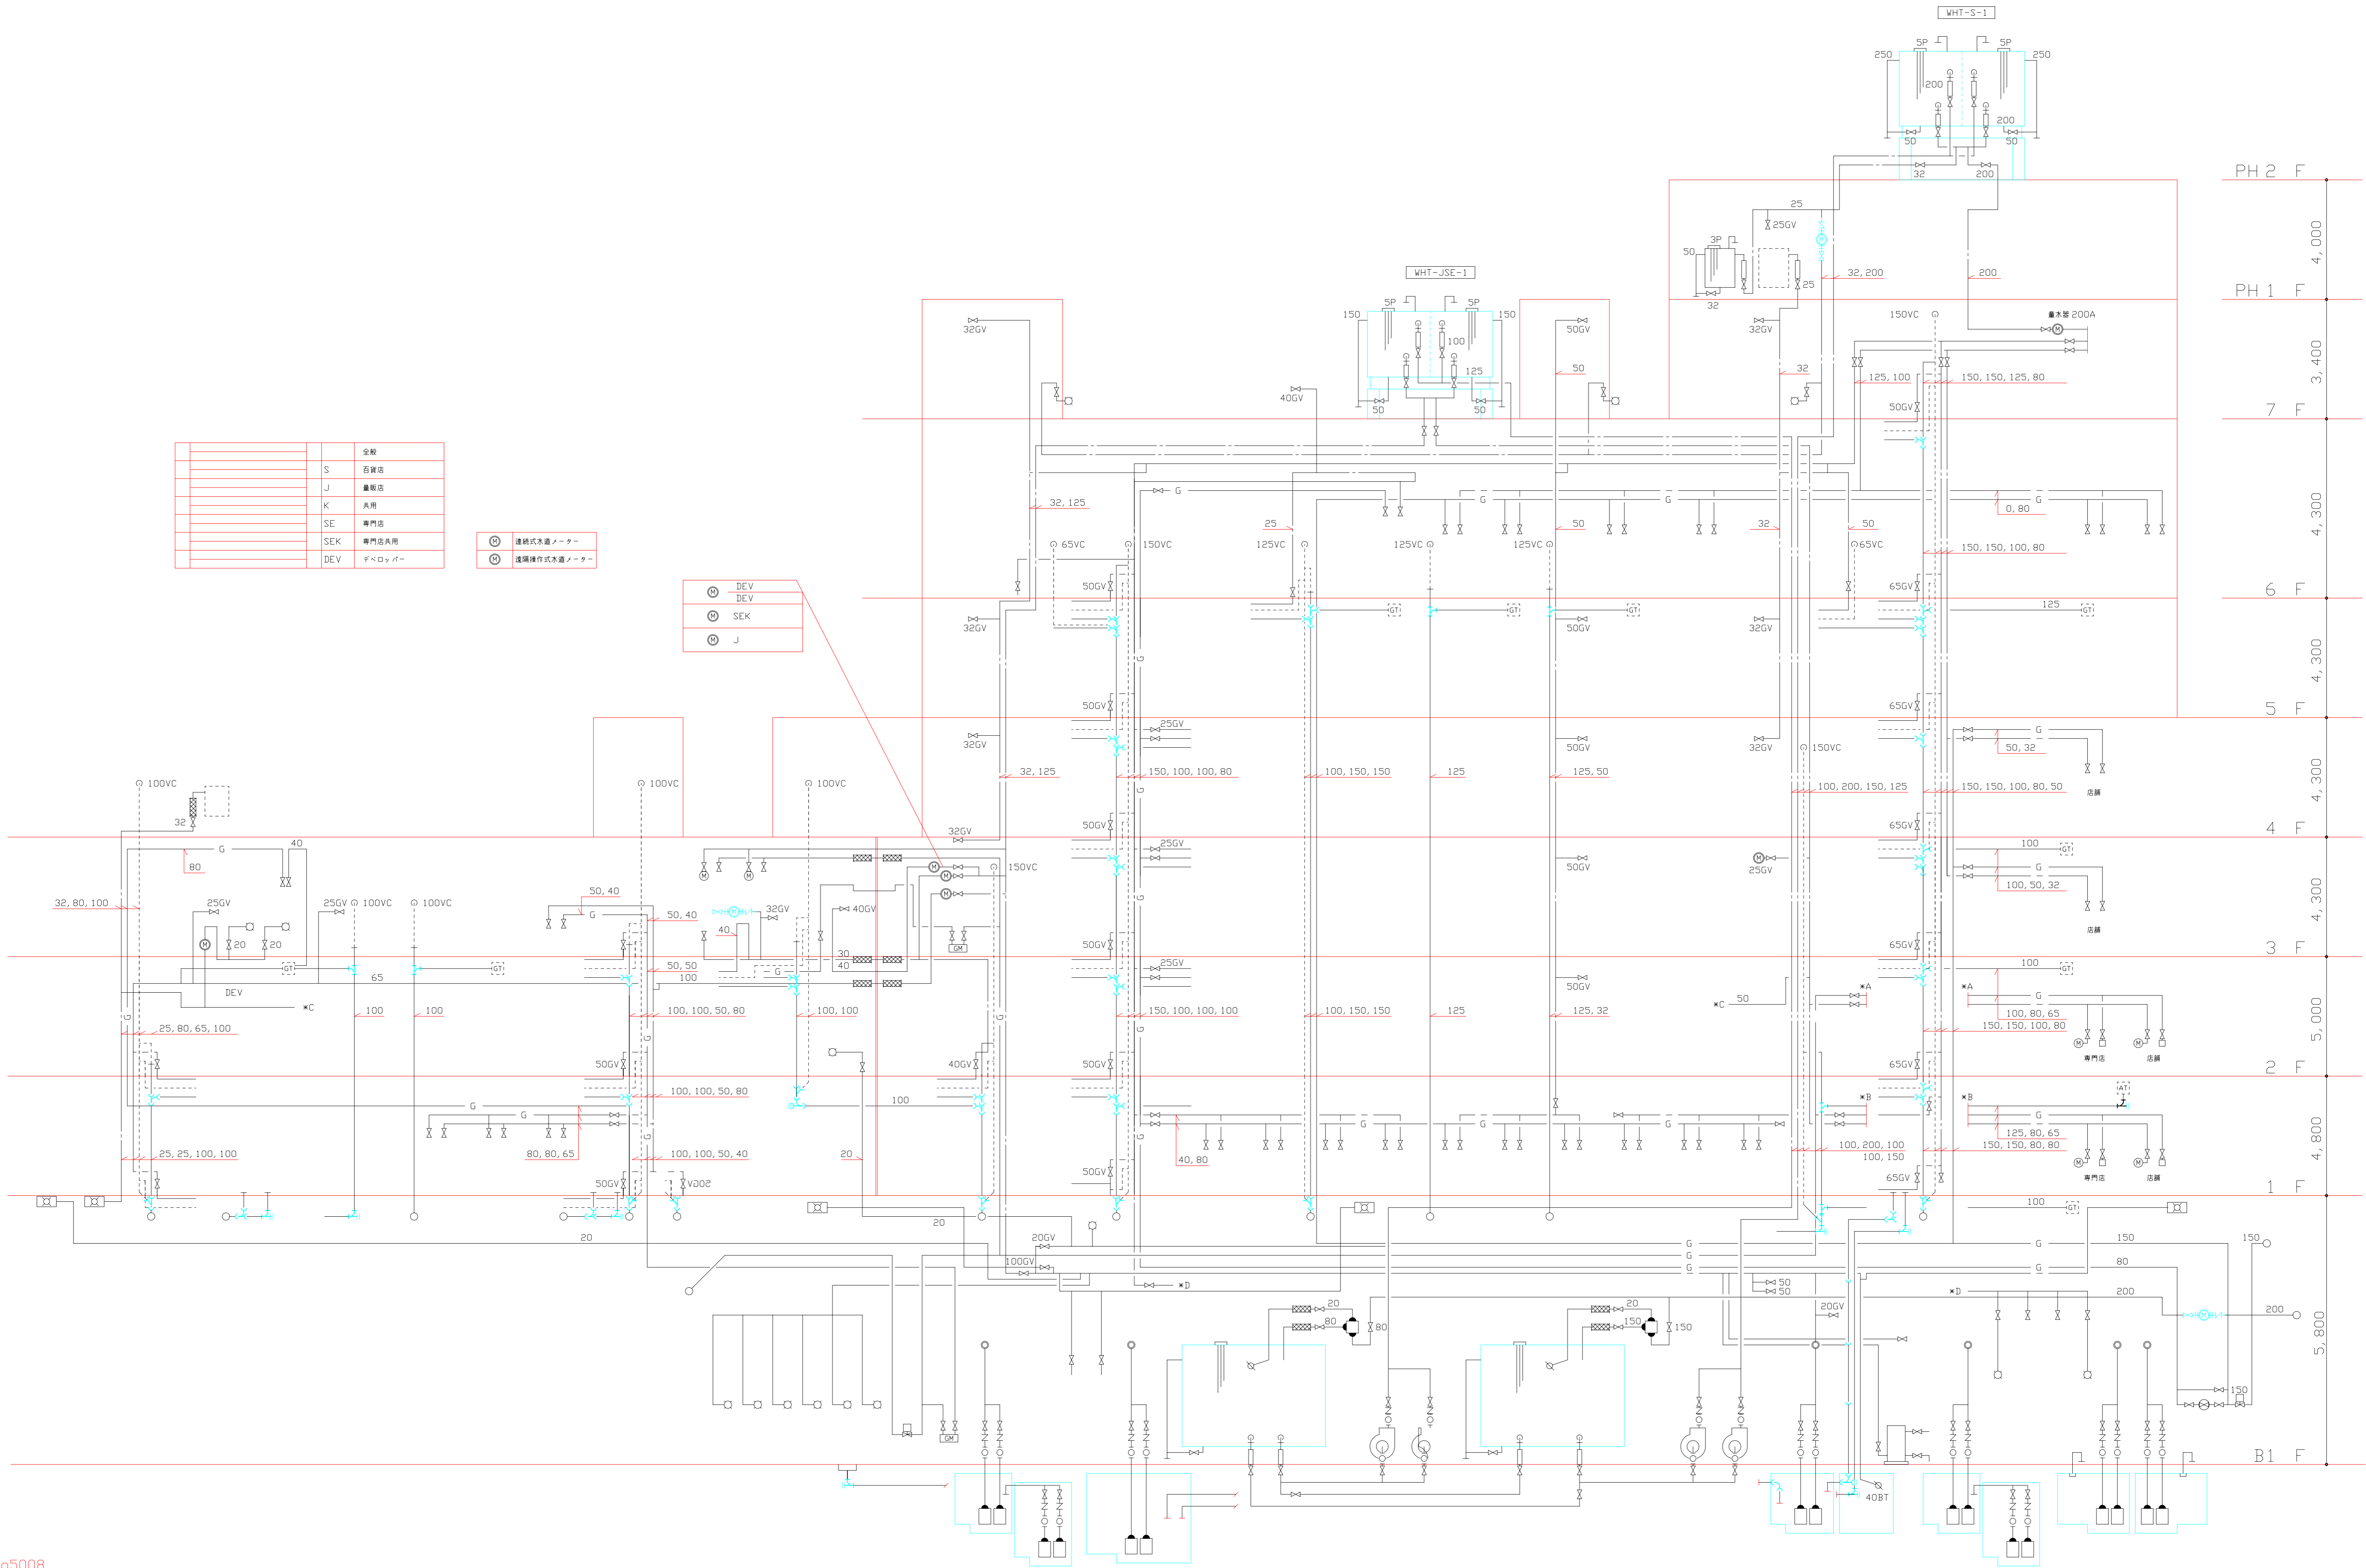 WHT-S-1
5P
5P
250
250
200
200
50
50
32
200
PH 2 F
25
25GV
3P
50
4,000
WHT-JSE-1
32,200
200
25
32
PH 1 F
5P
5P
150
150
150VC
量水器 200A
32GV
50GV
32GV
100
3,400
125
50
32
125,100
150,150,125,80
40GV
50
50
50GV
7 F
全般
S 百貨店
J 量販店
K 共用
SE 専門店
SEK 専門店共用
DEV デベロッパー
G
G
G
G
32,125
0,80
4,300
25
50
32
50
M 連続式水道メーター
M 遠隔操作式水道メーター
65VC
150VC
125VC
125VC
125VC
65VC
150,150,100,80
M DEV
DEV
M SEK
M J
50GV
65GV
6 F
GT
GT
GT
125
GT
32GV
50GV
32GV
G
4,300
50GV
65GV
5 F
25GV
G
32GV
50GV
32GV
150VC
50,32
32,125
150,100,100,80
100,150,150
125
125,50
100,200,150,125
150,150,100,80,50
4,300
100VC
100VC
100VC
G
店舗
32
32GV
50GV
65GV
4 F
G
40
25GV
100
GT
80
M
150VC
50GV
M
25GV
G
100,50,32
50,40
32,80,100
25GV
25GV
100VC
100VC
G
50,40
M
32GV
40GV
G
4,300
40
20
20
GM
店舗
50GV
65GV
3 F
30
40
GT
GT
50,50
G
25GV
100
GT
65
100
50GV
DEV
*C
*C
50
*A
*A
G
100,80,65
G
100
100
100,100,50,80
100,100
G
150,100,100,100
100,150,150
125
125,32
150,150,100,80
5,000
25,80,65,100
G
G
M
M
専門店
店舗
50GV
40GV
50GV
65GV
2 F
100,100,50,80
AT
G
100
*B
*B
G
G
G
G
G
G
125,80,65
80,80,65
40,80
25,25,100,100
100,100,50,40
20
100,200,100
100,150
150,150,80,80
4,800
M
M
専門店
店舗
50GV
50GV
50GV
65GV
1 F
100
GT
20
20
20GV
G
G
150
150
100GV
G
G
G
80
*D
50
50
*D
200
20
20
20GV
200
M
80
80
150
150
5,800
150
GM
B1 F
40BT
o5008